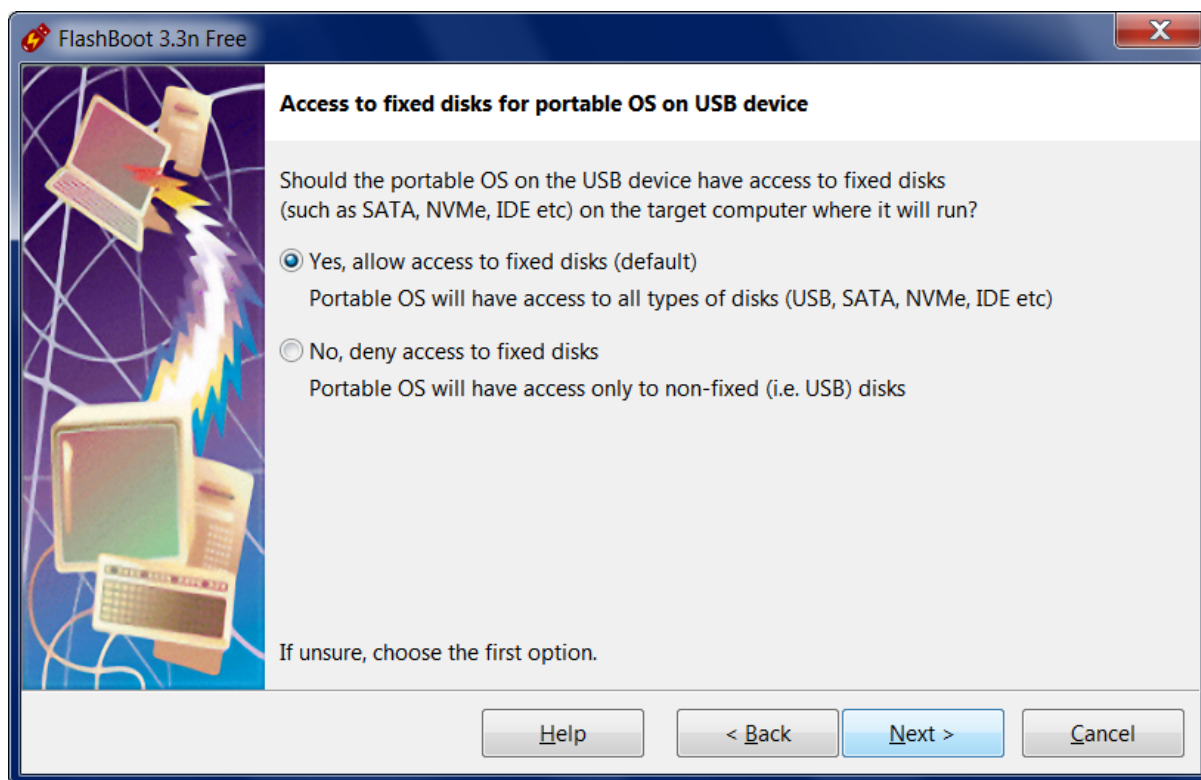 FlashBoot 3.3n Free
Access to fixed disks for portable OS on USB device
Should the portable OS on the USB device have access to fixed disks
(such as SATA, NVMe, IDE etc) on the target computer where it will run?
Yes, allow access to fixed disks (default)
Portable OS will have access to all types of disks (USB, SATA, NVMe, IDE etc)
No, deny access to fixed disks
Portable OS will have access only to non-fixed (i.e. USB) disks
If unsure, choose the first option.
Help
< Back
Next >
Cancel